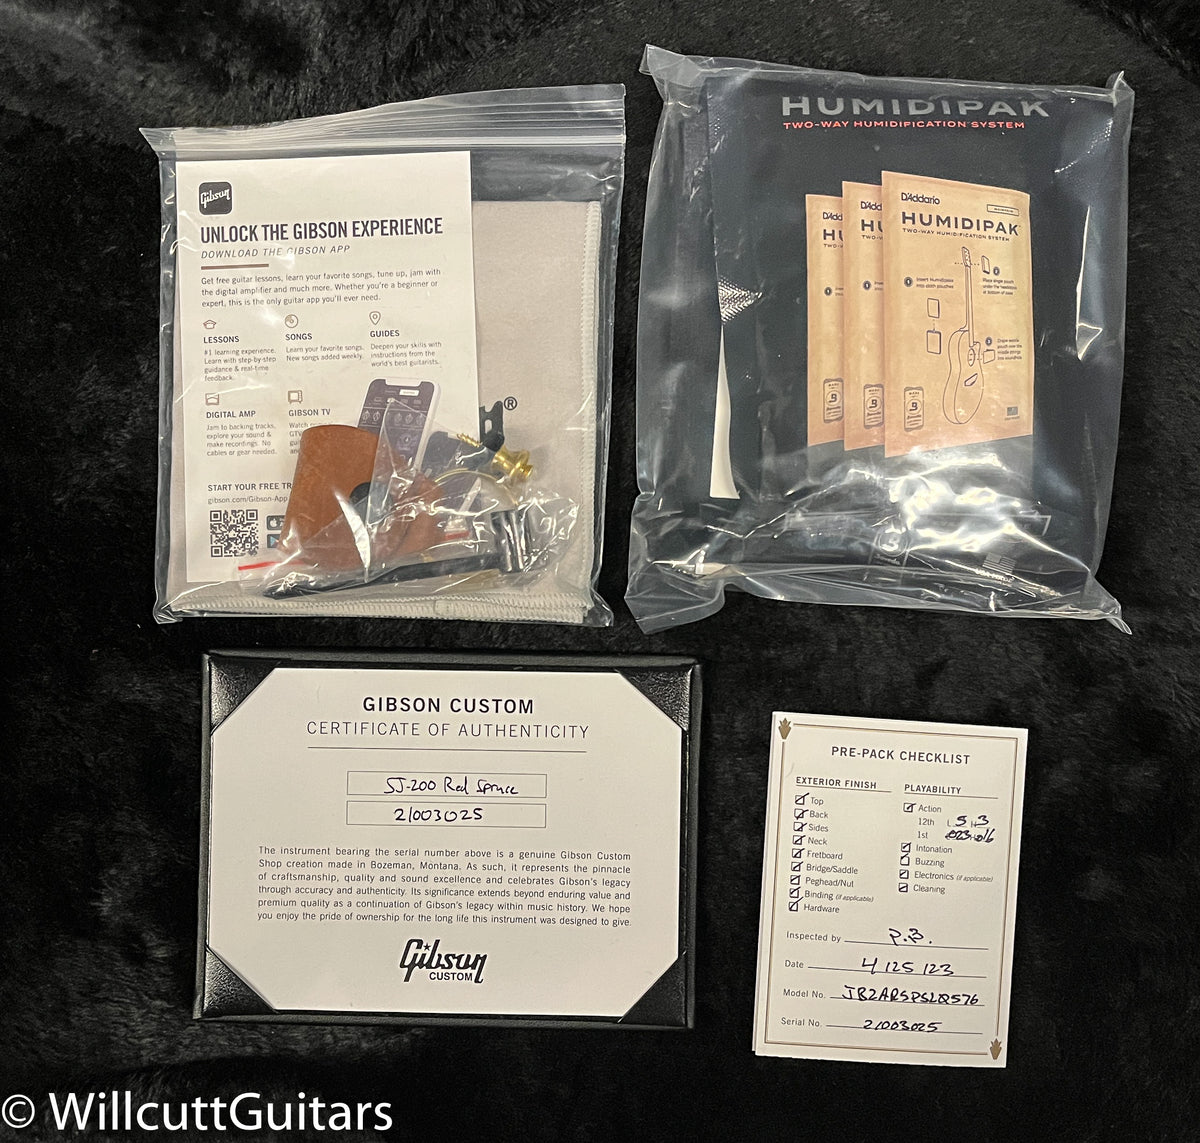 Gibson
UNLOCK THE GIBSON EXPERIENCE
DOWNLOAD THE GIBSON APP
Get free guitar lessons, learn your favorite songs, tune up, jam with
the digital amplifier and much more. Whether you're a beginner or
expert, this is the only guitar app you'll ever need.
LESSONS
#1 learning experience.
Learn with step-by-step
guidance & real-time
feedback.
SONGS
Learn your favorite songs.
New songs added weekly.
GUIDES
Deepen your skills with
instructions from the
world's best guitarists.
DIGITAL AMP
Jam to backing tracks,
explore your sound &
make recordings. No
cables or gear needed.
GIBSON TV
Watch
GTV
START YOUR FREE TR
gibson.com/Gibson-App
®
HUMIDIPAK
TWO-WAY HUMIDIFICATION SYSTEM
D'Addario
HUMIDIPAK
TWO-WAY HUMIDIFICATION SYSTEM
GIBSON CUSTOM
CERTIFICATE OF AUTHENTICITY
SJ-200 Red Spruce
21003025
The instrument bearing the serial number above is a genuine Gibson Custom
Shop creation made in Bozeman, Montana. As such, it represents the pinnacle
of craftsmanship, quality and sound excellence and celebrates Gibson's legacy
through accuracy and authenticity. Its significance extends beyond enduring value and
premium quality as a continuation of Gibson's legacy within music history. We hope
you enjoy the pride of ownership for the long life this instrument was designed to give.
Gibson
CUSTOM
PRE-PACK CHECKLIST
EXTERIOR FINISH
Top
Back
Sides
Neck
Fretboard
Bridge/Saddle
Peghead/Nut
Binding (if applicable)
Hardware
PLAYABILITY
Action
12th L 5 H 3
1st
Intonation
Buzzing
Electronics (if applicable)
Cleaning
Inspected by P.B.
Date 4/25/23
Model No. JB2ARSPSLQS76
Serial No. 21003025
© WillcuttGuitars